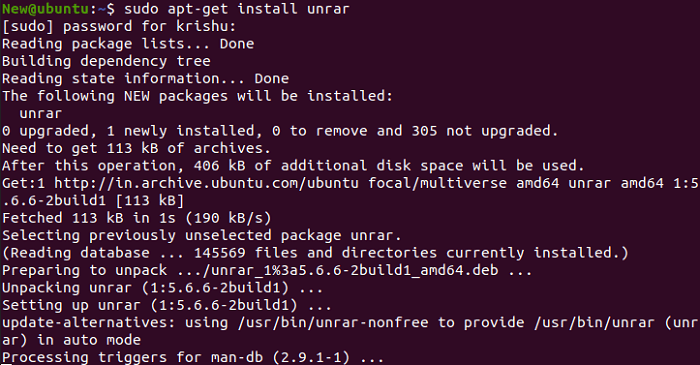 New@ubuntu:~$ sudo apt-get install unrar
[sudo] password for krishu:
Reading package lists... Done
Building dependency tree
Reading state information... Done
The following NEW packages will be installed:
  unrar
0 upgraded, 1 newly installed, 0 to remove and 305 not upgraded.
Need to get 113 kB of archives.
After this operation, 406 kB of additional disk space will be used.
Get:1 http://in.archive.ubuntu.com/ubuntu focal/multiverse amd64 unrar amd64 1:5
.6.6-2build1 [113 kB]
Fetched 113 kB in 1s (190 kB/s)
Selecting previously unselected package unrar.
(Reading database ... 145569 files and directories currently installed.)
Preparing to unpack .../unrar_1%3a5.6.6-2build1_amd64.deb ...
Unpacking unrar (1:5.6.6-2build1) ...
Setting up unrar (1:5.6.6-2build1) ...
update-alternatives: using /usr/bin/unrar-nonfree to provide /usr/bin/unrar (unr
ar) in auto mode
Processing triggers for man-db (2.9.1-1) ...